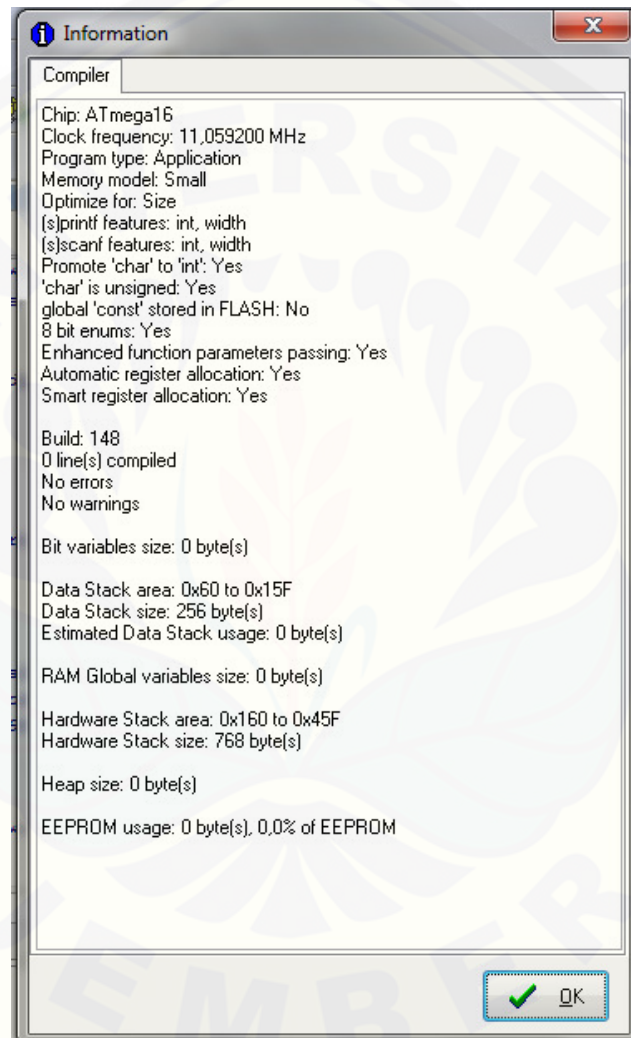 Information
Compiler
Chip: ATmega16
Clock frequency: 11,059200 MHz
Program type: Application
Memory model: Small
Optimize for: Size
(s)printf features: int, width
(s)scanf features: int, width
Promote 'char' to 'int': Yes
'char' is unsigned: Yes
global 'const' stored in FLASH: No
8 bit enums: Yes
Enhanced function parameters passing: Yes
Automatic register allocation: Yes
Smart register allocation: Yes
Build: 148
0 line(s) compiled
No errors
No warnings
Bit variables size: 0 byte(s)
Data Stack area: 0x60 to 0x15F
Data Stack size: 256 byte(s)
Estimated Data Stack usage: 0 byte(s)
RAM Global variables size: 0 byte(s)
Hardware Stack area: 0x160 to 0x45F
Hardware Stack size: 768 byte(s)
Heap size: 0 byte(s)
EEPROM usage: 0 byte(s), 0,0% of EEPROM
OK